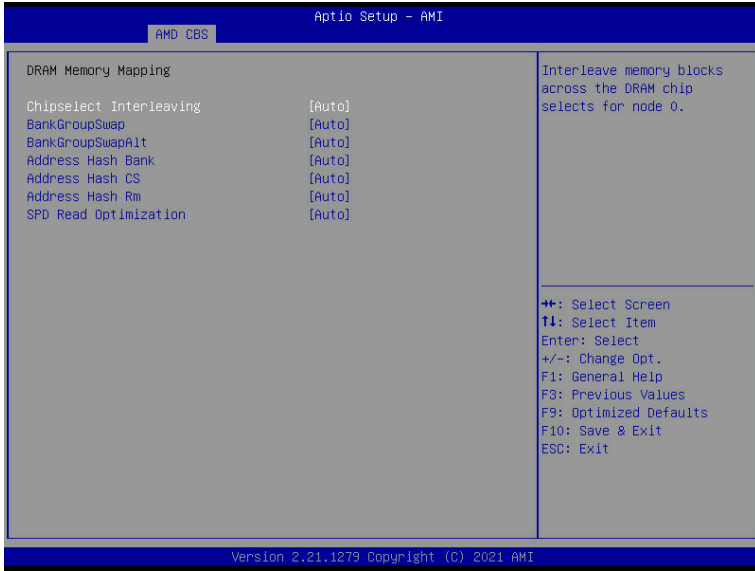 Aptio Setup – AMI
AMD CBS
DRAM Memory Mapping
Chipselect Interleaving [Auto]
BankGroupSwap [Auto]
BankGroupSwapAlt [Auto]
Address Hash Bank [Auto]
Address Hash CS [Auto]
Address Hash Rm [Auto]
SPD Read Optimization [Auto]
Interleave memory blocks
across the DRAM chip
selects for node 0.
→←: Select Screen
↑↓: Select Item
Enter: Select
+/-: Change Opt.
F1: General Help
F3: Previous Values
F9: Optimized Defaults
F10: Save & Exit
ESC: Exit
Version 2.21.1279 Copyright (C) 2021 AMI